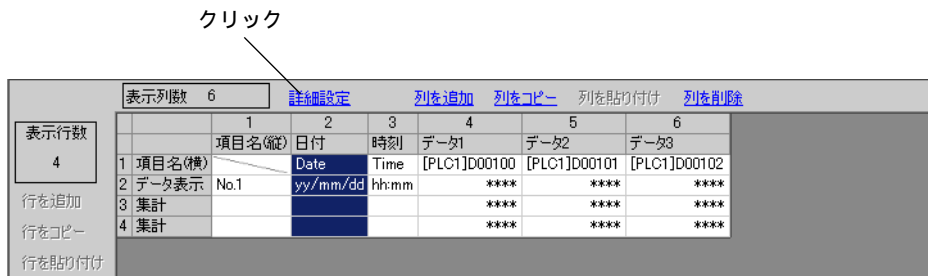 クリック
表示列数 6 詳細設定 列を追加 列をコピー 列を貼り付け 列を削除
表示行数
4
行を追加
行をコピー
行を貼り付け
1 2 3 4 5 6
項目名(縦) 日付 時刻 データ1 データ2 データ3
1 項目名(横) Date Time [PLC1]D00100 [PLC1]D00101 [PLC1]D00102
2 データ表示 No.1 yy/mm/dd hh:mm **** **** ****
3 集計 **** **** ****
4 集計 **** **** ****